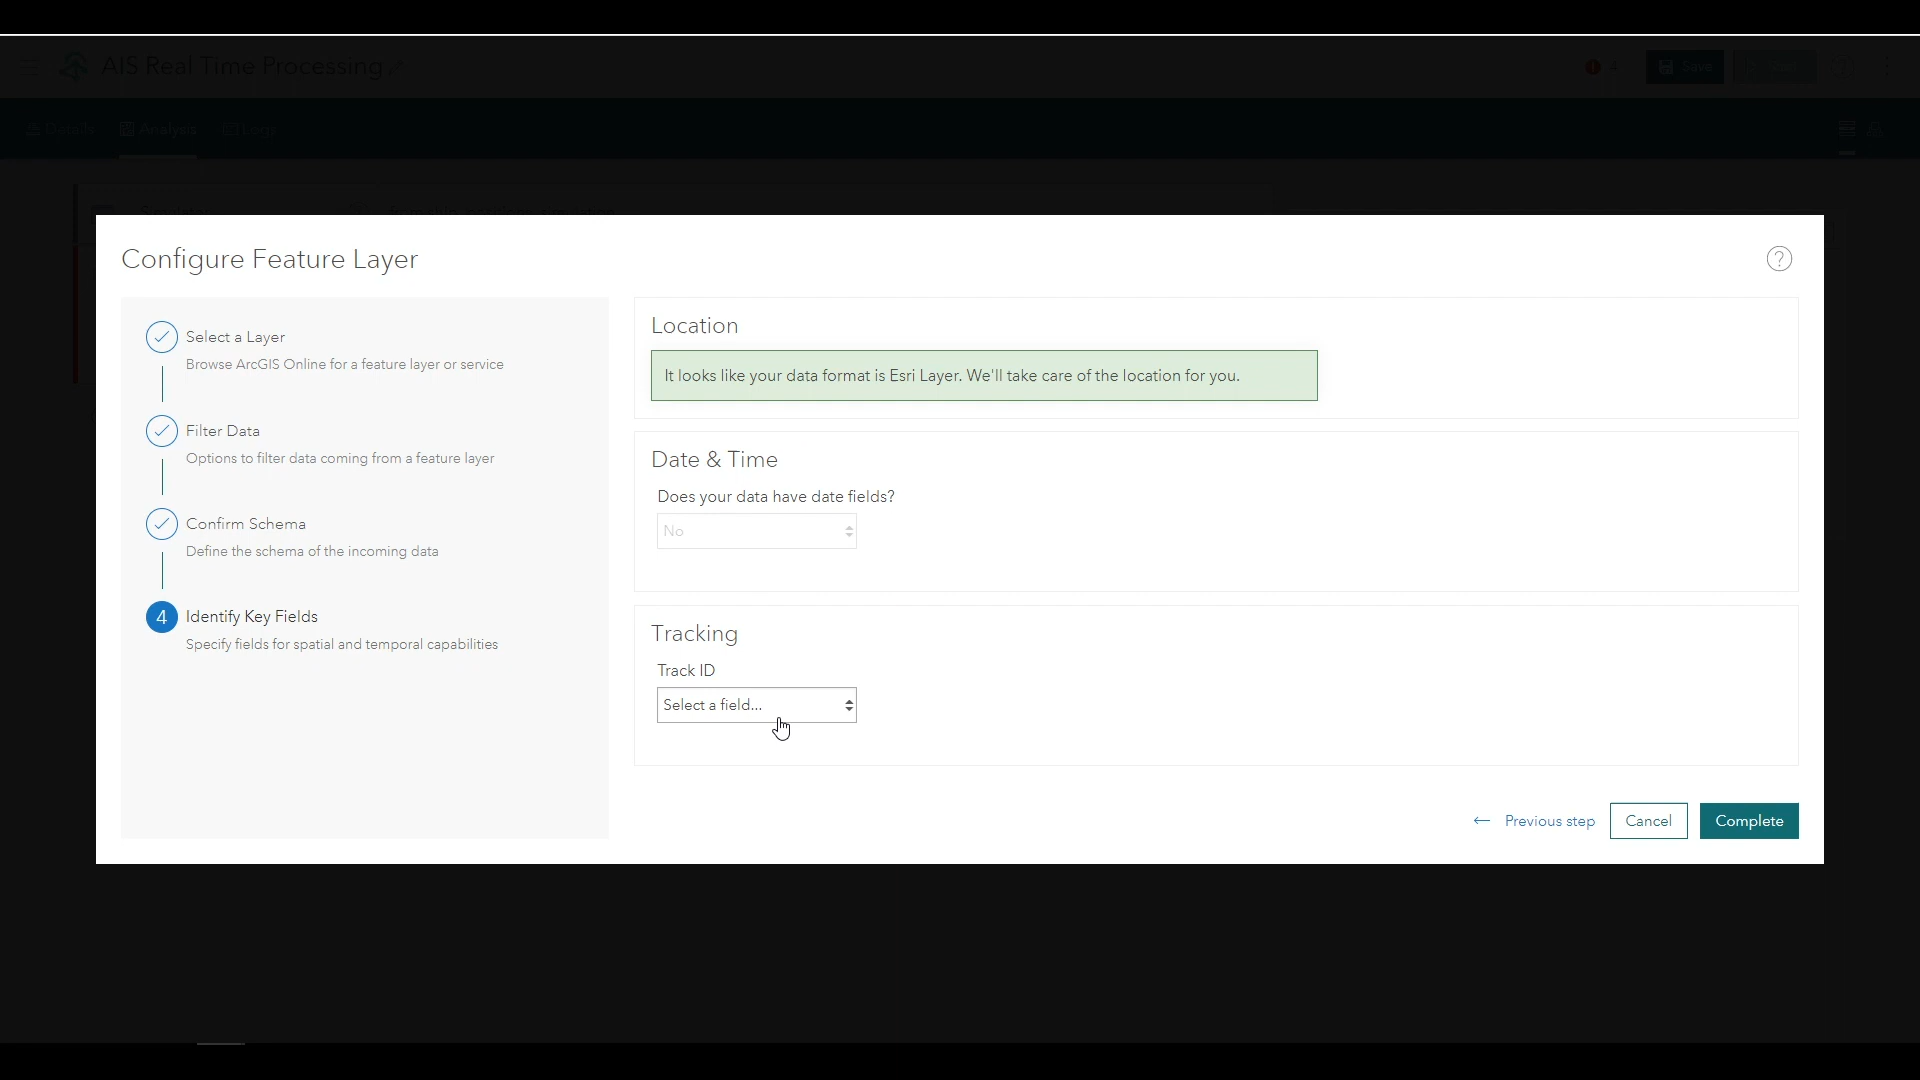 AIS Real Time Processing
Save
Details
Analysis
Logs
Configure Feature Layer
?
Select a Layer
Browse ArcGIS Online for a feature layer or service
Filter Data
Options to filter data coming from a feature layer
Confirm Schema
Define the schema of the incoming data
4 Identify Key Fields
Specify fields for spatial and temporal capabilities
Location
It looks like your data format is Esri Layer. We'll take care of the location for you.
Date & Time
Does your data have date fields?
No
Tracking
Track ID
Select a field...
← Previous step
Cancel
Complete